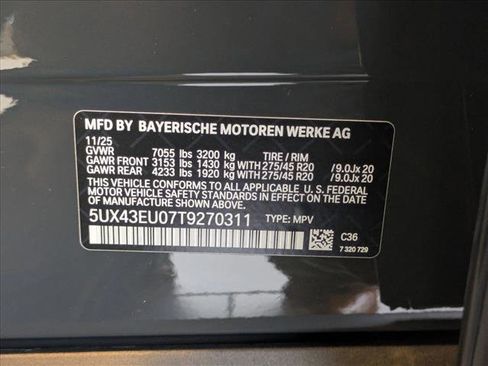 MFD BY BAYERISCHE MOTOREN WERKE AG
11/25
GVWR 7055 lbs 3200 kg TIRE / RIM
GAWR FRONT 3153 lbs 1430 kg WITH 275/45 R20 /9.0Jx 20
GAWR REAR 4233 lbs 1920 kg WITH 275/45 R20 /9.0Jx 20
THIS VEHICLE CONFORMS TO ALL APPLICABLE U. S. FEDERAL
MOTOR VEHICLE SAFETY AND THEFT PREVENTION STANDARDS
IN EFFECT ON THE DATE OF MANUFACTURE SHOWN ABOVE.
5UX43EU07T9270311 TYPE: MPV
C36
7 320 729